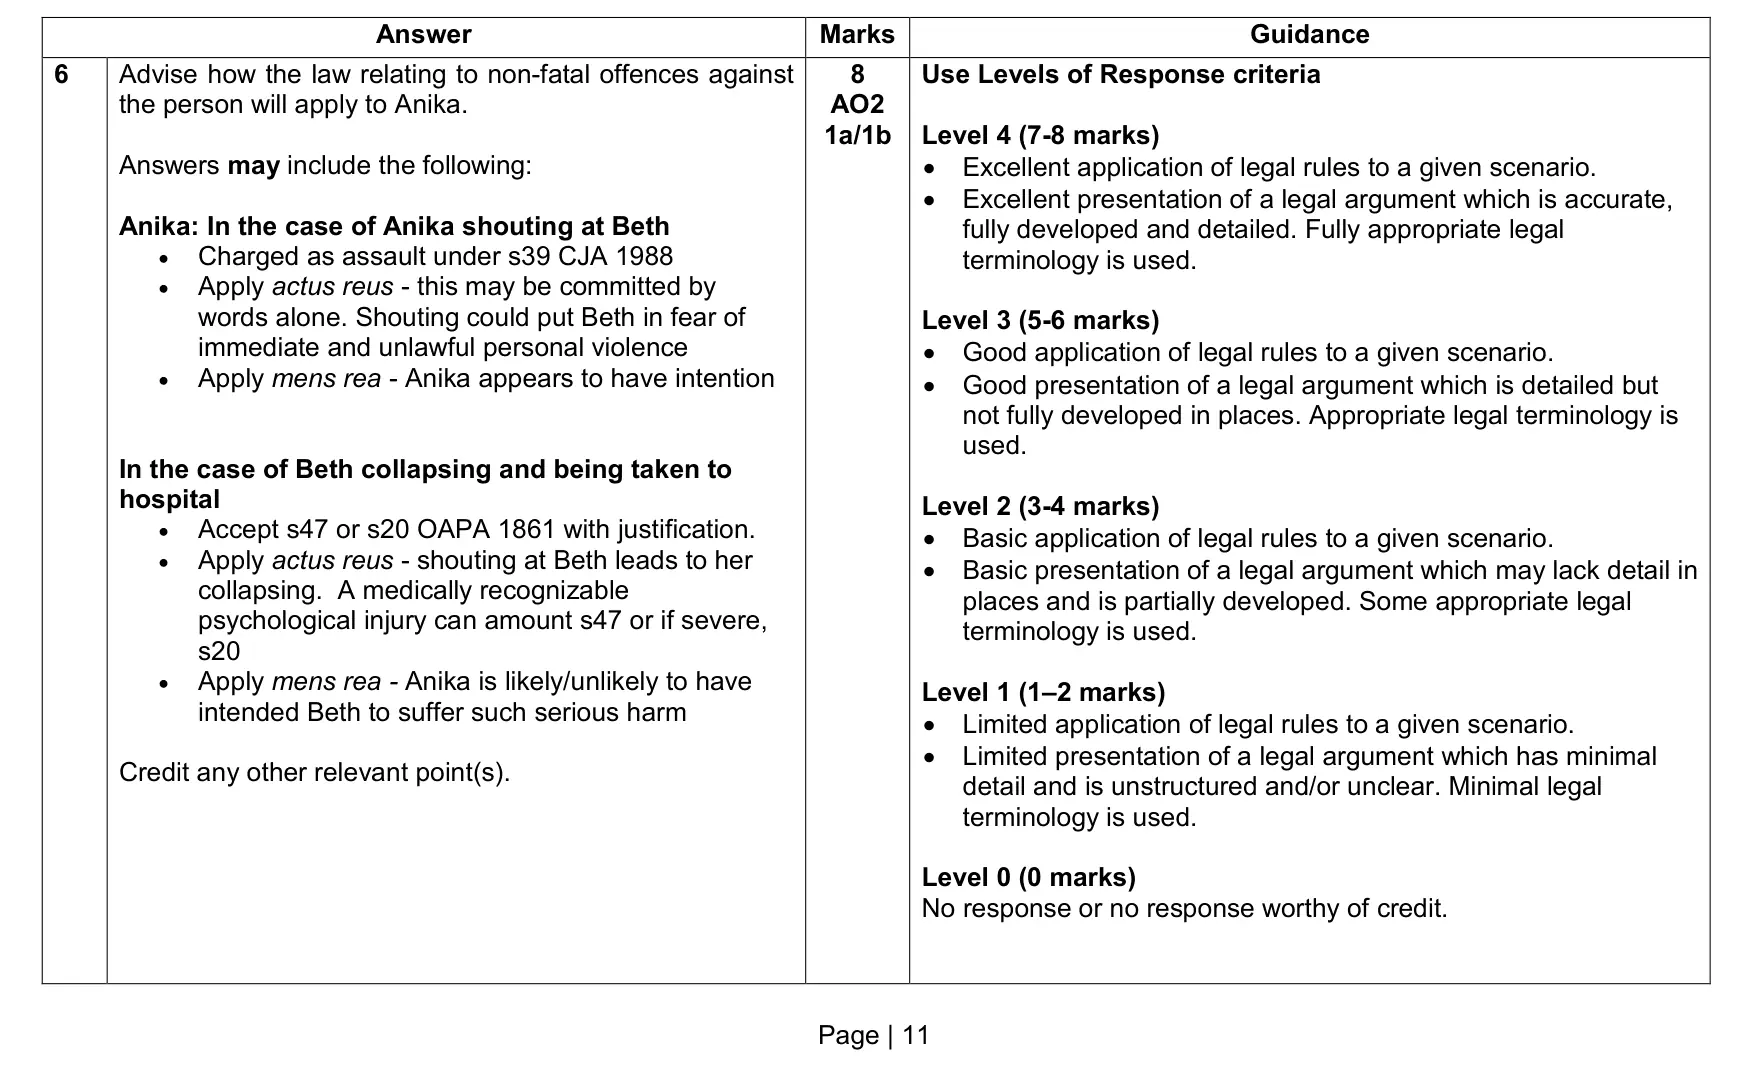 Answer Marks Guidance
6 Advise how the law relating to non-fatal offences against
the person will apply to Anika.
Answers may include the following:
Anika: In the case of Anika shouting at Beth
• Charged as assault under s39 CJA 1988
• Apply actus reus - this may be committed by
words alone. Shouting could put Beth in fear of
immediate and unlawful personal violence
• Apply mens rea - Anika appears to have intention
In the case of Beth collapsing and being taken to
hospital
• Accept s47 or s20 OAPA 1861 with justification.
• Apply actus reus - shouting at Beth leads to her
collapsing.  A medically recognizable
psychological injury can amount s47 or if severe,
s20
• Apply mens rea - Anika is likely/unlikely to have
intended Beth to suffer such serious harm
Credit any other relevant point(s).
8
AO2
1a/1b
Use Levels of Response criteria
Level 4 (7-8 marks)
• Excellent application of legal rules to a given scenario.
• Excellent presentation of a legal argument which is accurate,
fully developed and detailed. Fully appropriate legal
terminology is used.
Level 3 (5-6 marks)
• Good application of legal rules to a given scenario.
• Good presentation of a legal argument which is detailed but
not fully developed in places. Appropriate legal terminology is
used.
Level 2 (3-4 marks)
• Basic application of legal rules to a given scenario.
• Basic presentation of a legal argument which may lack detail in
places and is partially developed. Some appropriate legal
terminology is used.
Level 1 (1–2 marks)
• Limited application of legal rules to a given scenario.
• Limited presentation of a legal argument which has minimal
detail and is unstructured and/or unclear. Minimal legal
terminology is used.
Level 0 (0 marks)
No response or no response worthy of credit.
Page | 11